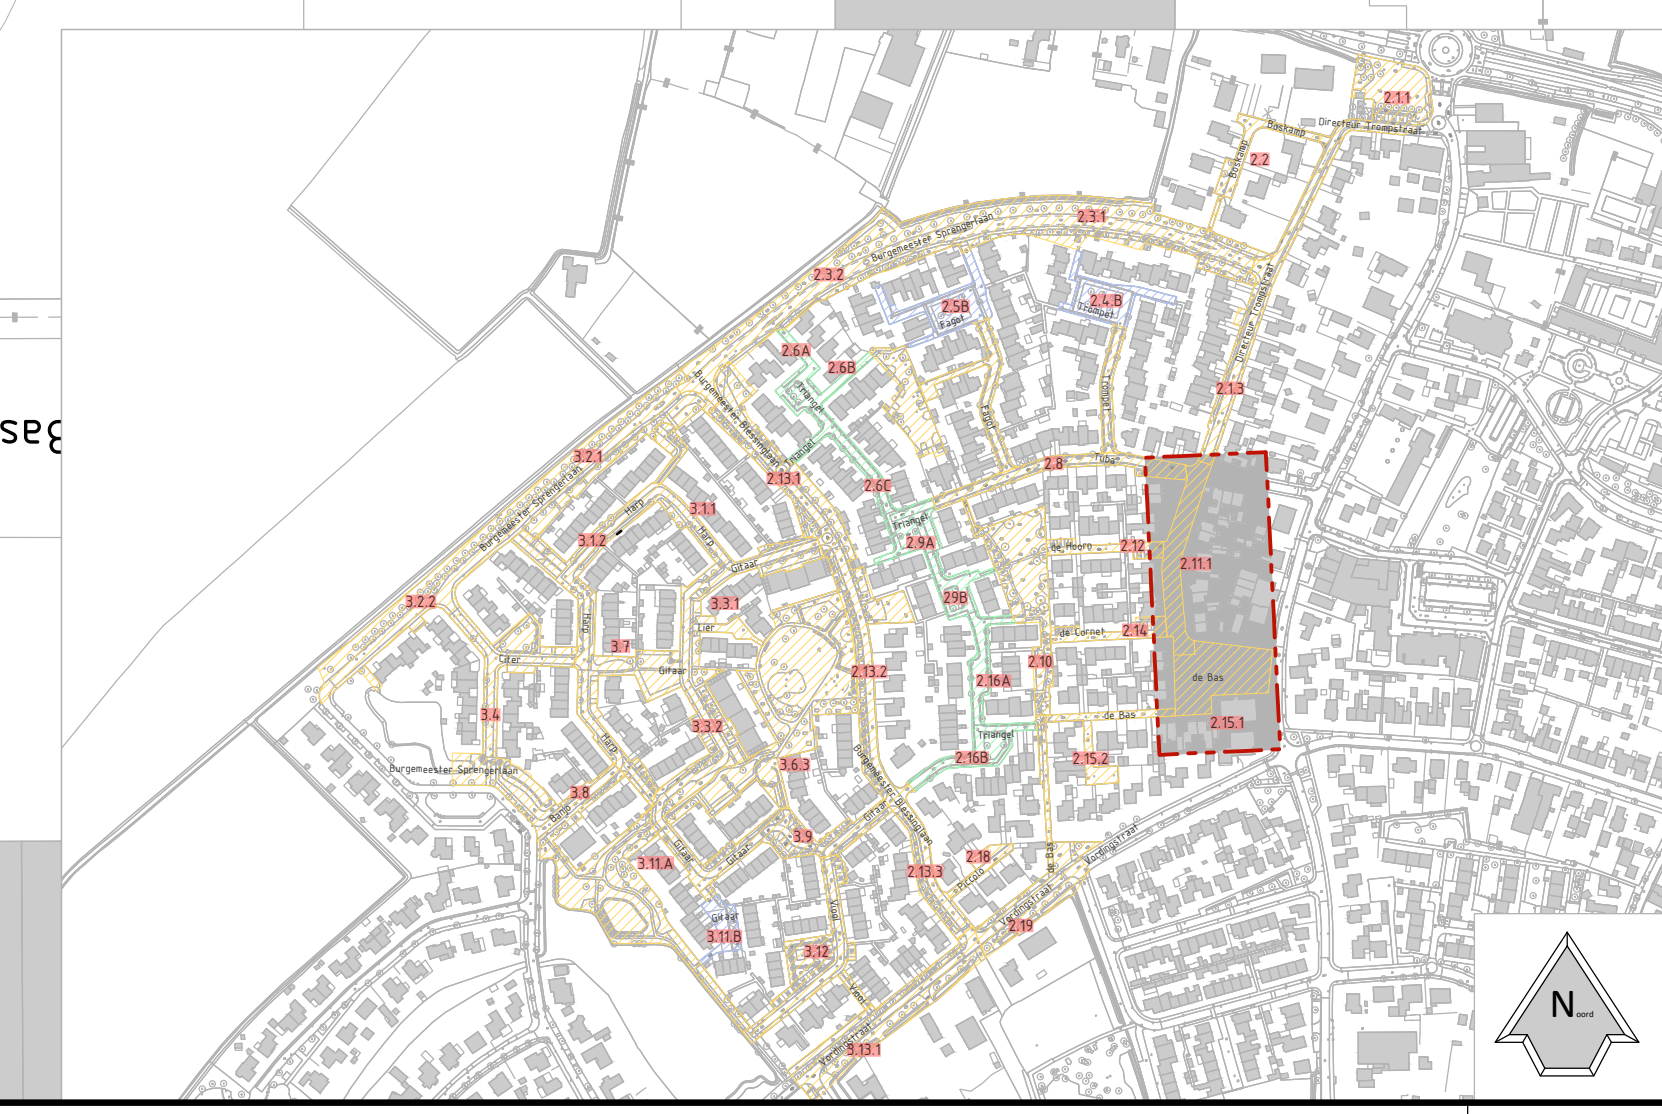 2.1.1
Directeur Trompstraat
Boskamp
Boskamp
2.2
2.3.1
Burgemeester Sprengerlaan
2.3.2
Directeur Trompstraat
2.5B
Fagot
2.4.B
Trompet
2.6A
2.6B
Triangel
Burgemeester Blessinglaan
2.1.3
Trompet
Fagot
Bas
Triangel
3.2.1
2.8
Tuba
2.13.1
2.6C
Burgemeester Sprengerlaan
Harp
3.1.1
Triangel
3.1.2
Harp
2.9A
de Hoorn
2.12
Gitaar
2.11.1
3.2.2
3.3.1
29B
Harp
Lier
de Cornet
2.14
3.7
Citer
Gitaar
2.13.2
2.10
2.16A
de Bas
3.4
3.3.2
de Bas
2.15.1
Triangel
Harp
2.16B
2.15.2
3.6.3
Burgemeester Sprengerlaan
Burgemeester Blessinglaan
3.8
Banjo
Gitaar
3.9
Vordingstraat
de Bas
3.11.A
Gitaar
Gitaar
2.18
2.13.3
Piccolo
Vordingstraat
Viool
Gitaar
2.19
3.11.B
3.12
Viool
Noord
Vordingstraat
3.13.1